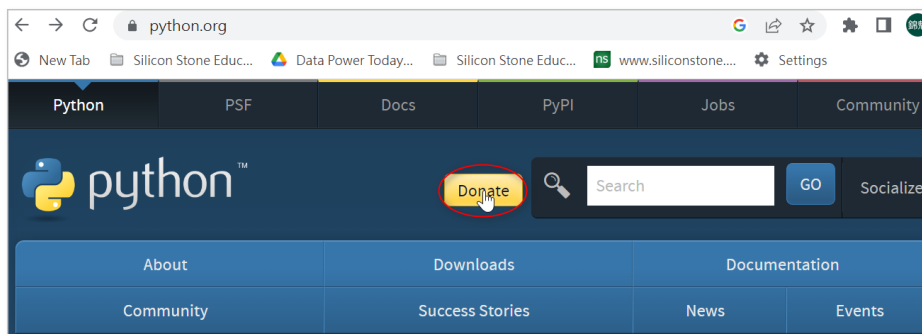 python.org
New Tab Silicon Stone Educ... Data Power Today... Silicon Stone Educ... ns www.siliconstone.... Settings
Python PSF Docs PyPI Jobs Community
python™ Donate Search GO Socialize
About Downloads Documentation
Community Success Stories News Events